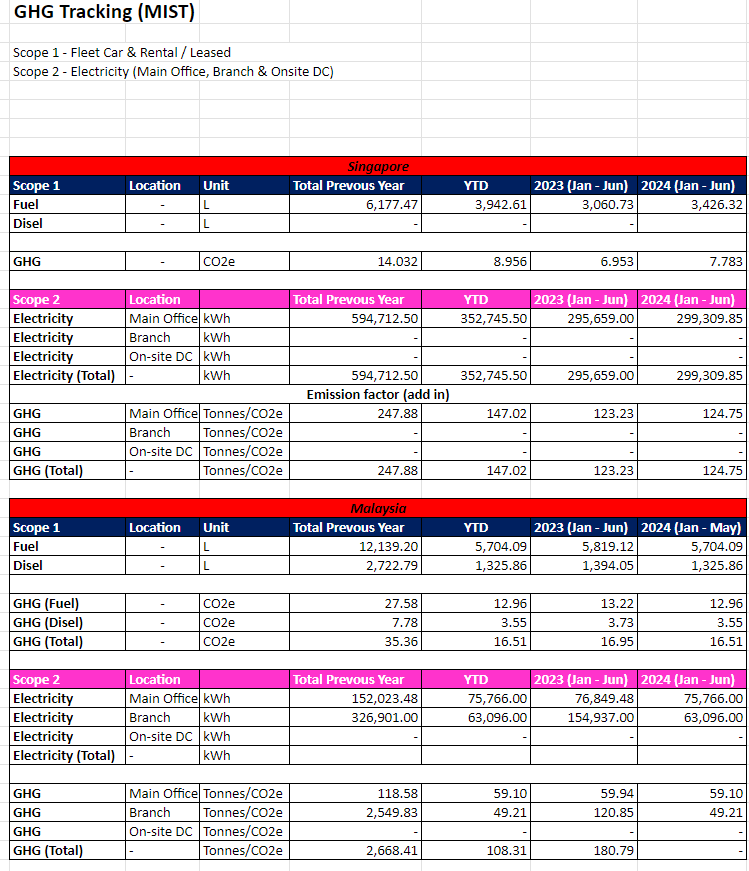 GHG Tracking (MIST)
Scope 1 - Fleet Car & Rental / Leased
Scope 2 - Electricity (Main Office, Branch & Onsite DC)
Singapore
Scope 1 Location Unit Total Prevous Year YTD 2023 (Jan - Jun) 2024 (Jan - Jun)
Fuel - L 6,177.47 3,942.61 3,060.73 3,426.32
Disel - L - - - -
GHG - CO2e 14.032 8.956 6.953 7.783
Scope 2 Location Total Prevous Year YTD 2023 (Jan - Jun) 2024 (Jan - Jun)
Electricity Main Office kWh 594,712.50 352,745.50 295,659.00 299,309.85
Electricity Branch kWh - - - -
Electricity On-site DC kWh - - - -
Electricity (Total) - kWh 594,712.50 352,745.50 295,659.00 299,309.85
Emission factor (add in)
GHG Main Office Tonnes/CO2e 247.88 147.02 123.23 124.75
GHG Branch Tonnes/CO2e - - - -
GHG On-site DC Tonnes/CO2e - - - -
GHG (Total) - Tonnes/CO2e 247.88 147.02 123.23 124.75
Malaysia
Scope 1 Location Unit Total Prevous Year YTD 2023 (Jan - Jun) 2024 (Jan - May)
Fuel - L 12,139.20 5,704.09 5,819.12 5,704.09
Disel - L 2,722.79 1,325.86 1,394.05 1,325.86
GHG (Fuel) - CO2e 27.58 12.96 13.22 12.96
GHG (Disel) - CO2e 7.78 3.55 3.73 3.55
GHG (Total) - CO2e 35.36 16.51 16.95 16.51
Scope 2 Location Total Prevous Year YTD 2023 (Jan - Jun) 2024 (Jan - Jun)
Electricity Main Office kWh 152,023.48 75,766.00 76,849.48 75,766.00
Electricity Branch kWh 326,901.00 63,096.00 154,937.00 63,096.00
Electricity On-site DC kWh - - - -
Electricity (Total) - kWh
GHG Main Office Tonnes/CO2e 118.58 59.10 59.94 59.10
GHG Branch Tonnes/CO2e 2,549.83 49.21 120.85 49.21
GHG On-site DC Tonnes/CO2e - - - -
GHG (Total) - Tonnes/CO2e 2,668.41 108.31 180.79 -